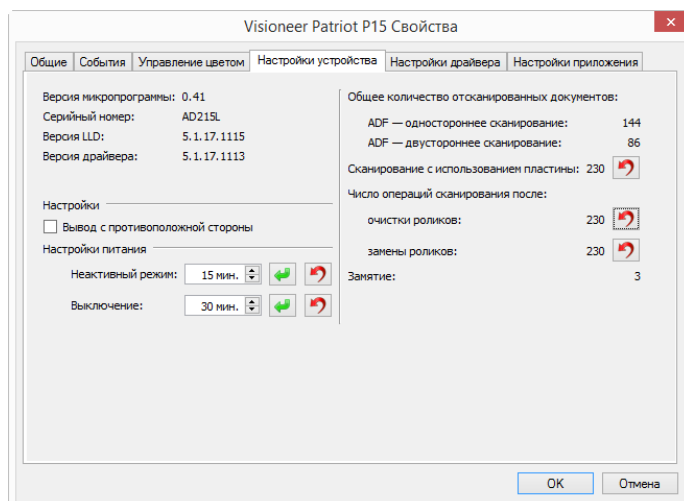 Visioneer Patriot P15 Свойства
Общие
События
Управление цветом
Настройки устройства
Настройки драйвера
Настройки приложения
Версия микропрограммы: 0.41
Серийный номер: AD215L
Версия LLD: 5.1.17.1115
Версия драйвера: 5.1.17.1113
Настройки
Вывод с противоположной стороны
Настройки питания
Неактивный режим: 15 мин.
Выключение: 30 мин.
Общее количество отсканированных документов:
ADF — одностороннее сканирование: 144
ADF — двустороннее сканирование: 86
Сканирование с использованием пластины: 230
Число операций сканирования после:
очистки роликов: 230
замены роликов: 230
Замятие: 3
OK
Отмена